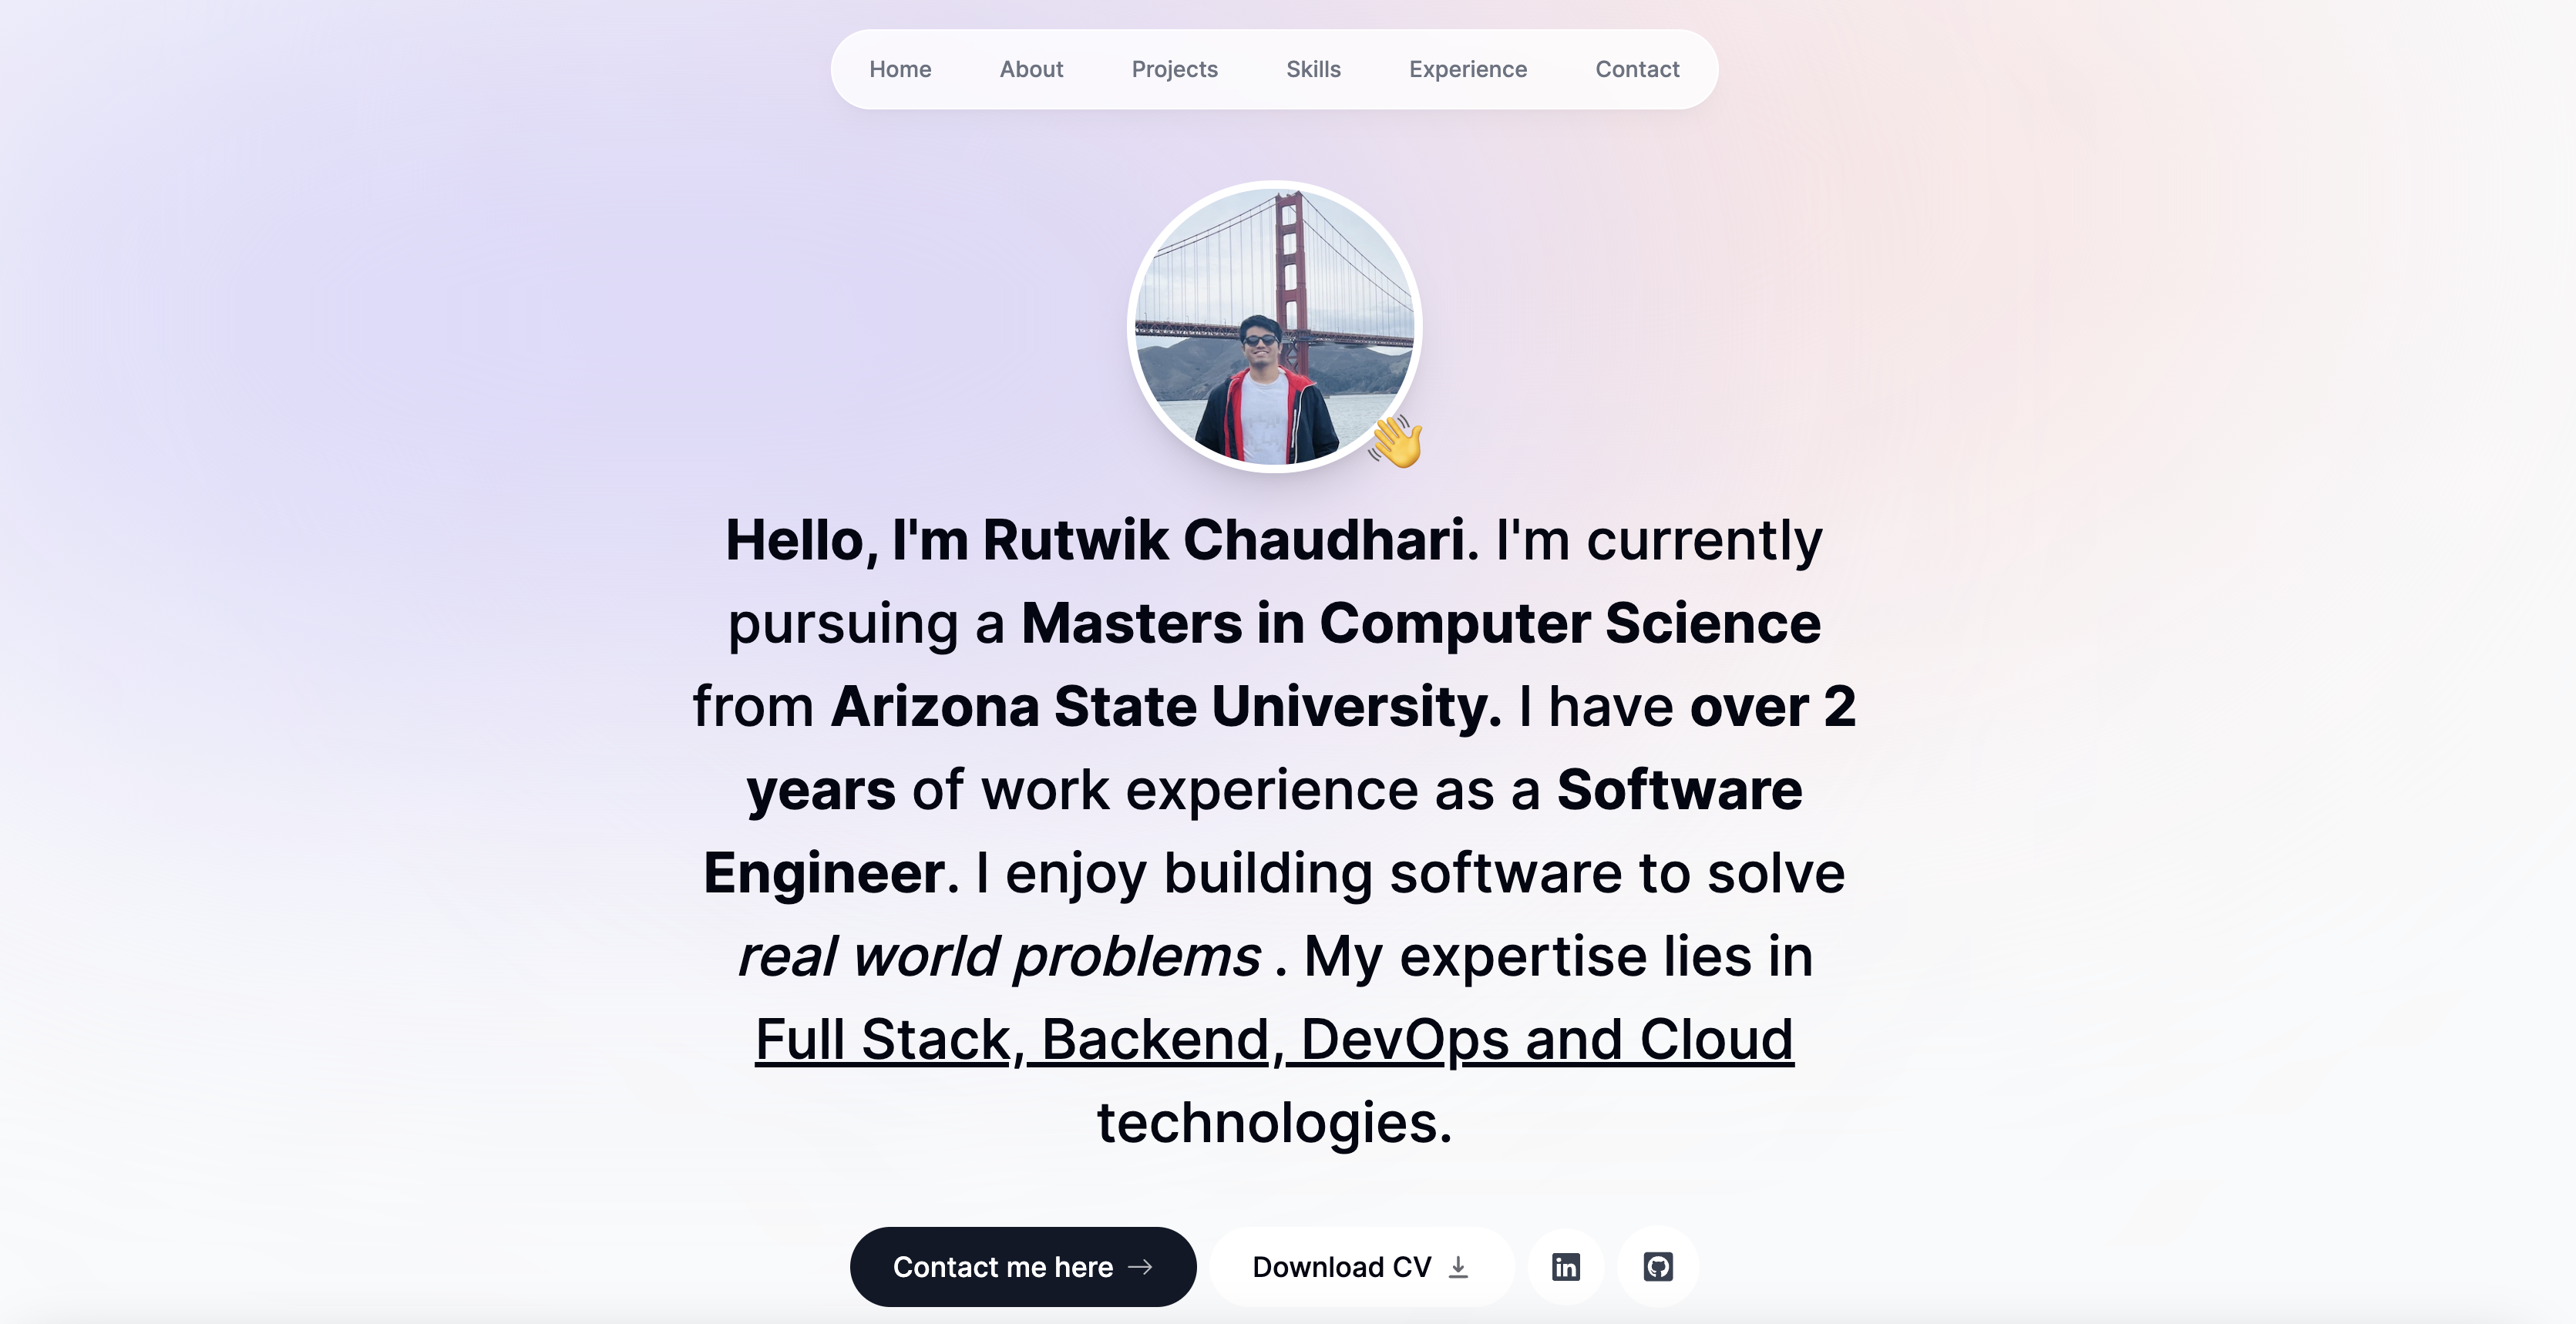 Home About Projects Skills Experience Contact
Hello, I'm Rutwik Chaudhari. I'm currently
pursuing a Masters in Computer Science
from Arizona State University. I have over 2
years of work experience as a Software
Engineer. I enjoy building software to solve
real world problems . My expertise lies in
Full Stack, Backend, DevOps and Cloud
technologies.
Contact me here → Download CV in